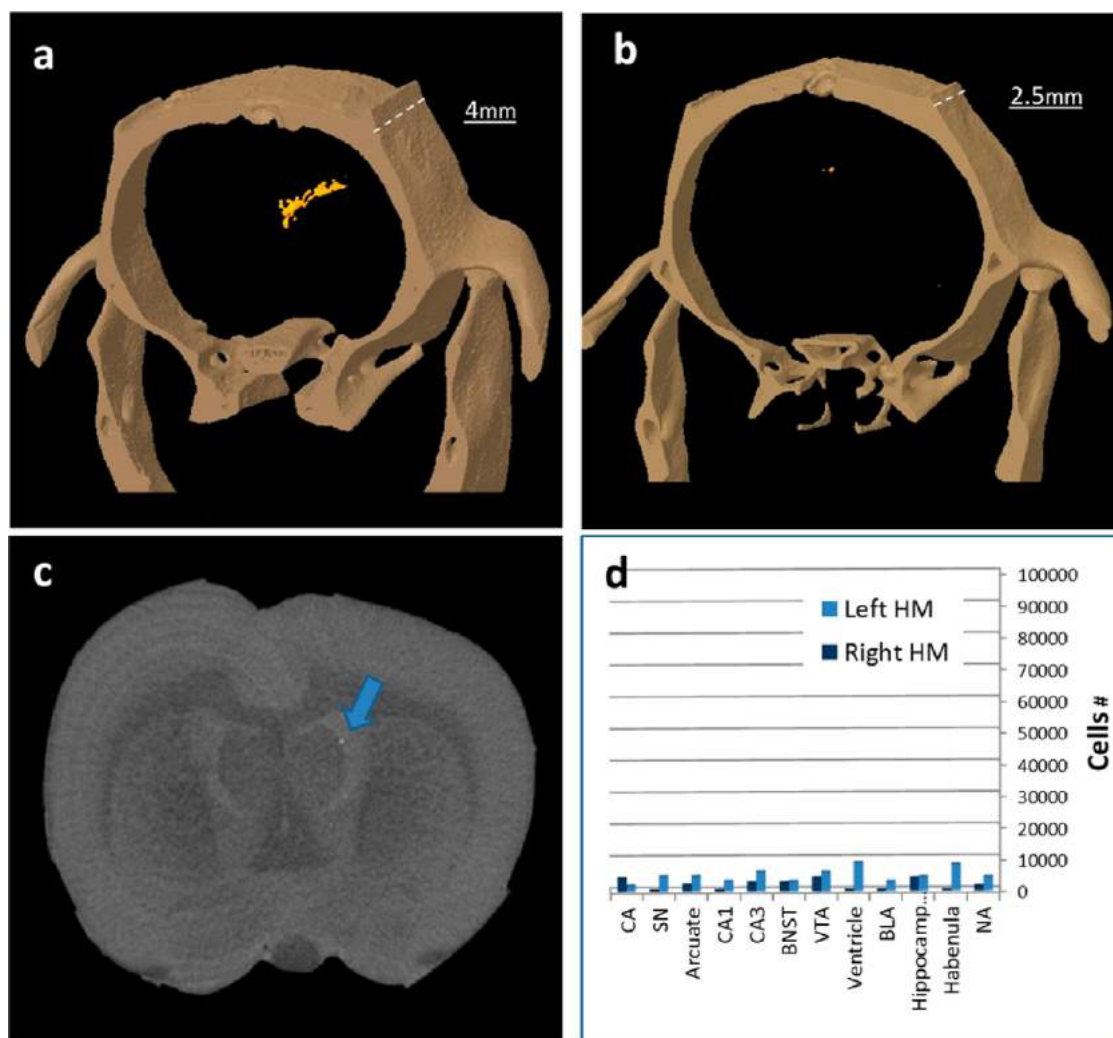 a
4mm
b
2.5mm
c
d
Left HM
Right HM
100000
90000
80000
70000
60000
50000
40000
30000
20000
10000
0
Cells #
CA
SN
Arcuate
CA1
CA3
BNST
VTA
Ventricle
BLA
Hippocamp...
Habenula
NA